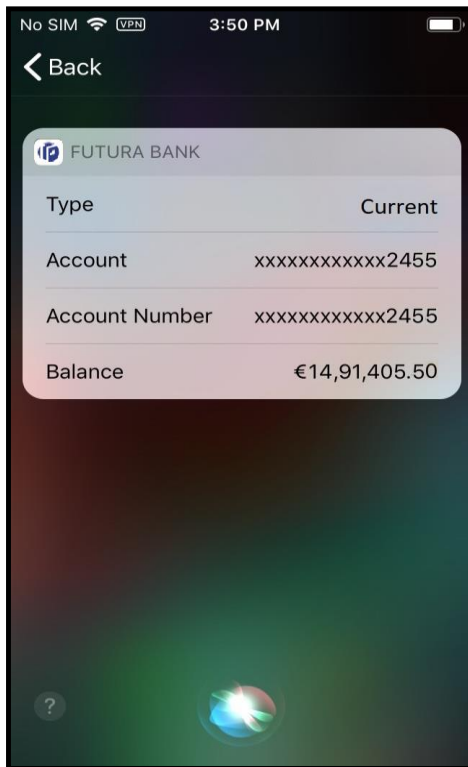 No SIM VPN 3:50 PM
Back
FUTURA BANK
Type Current
Account xxxxxxxxxxxx2455
Account Number xxxxxxxxxxxx2455
Balance €14,91,405.50
?